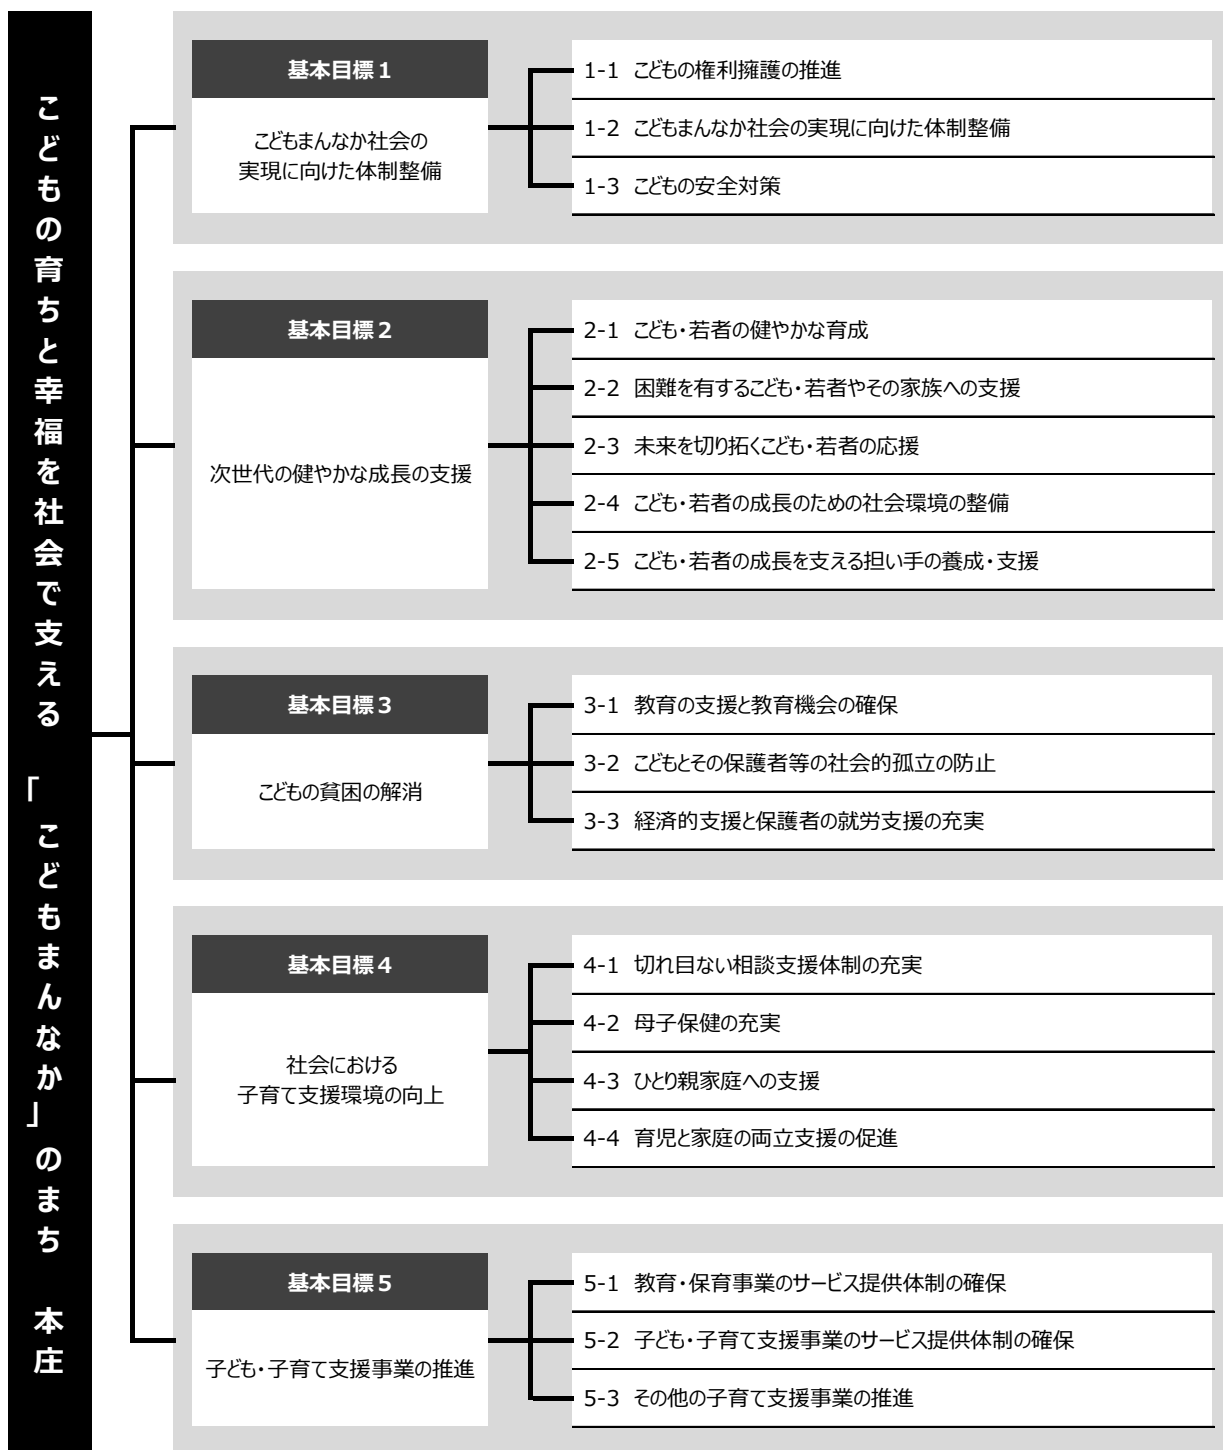 こどもの育ちと幸福を社会で支える 「こどもまんなか」のまち 本庄
基本目標１
こどもまんなか社会の
実現に向けた体制整備
1-1 こどもの権利擁護の推進
1-2 こどもまんなか社会の実現に向けた体制整備
1-3 こどもの安全対策
基本目標２
次世代の健やかな成長の支援
2-1 こども・若者の健やかな育成
2-2 困難を有するこども・若者やその家族への支援
2-3 未来を切り拓くこども・若者の応援
2-4 こども・若者の成長のための社会環境の整備
2-5 こども・若者の成長を支える担い手の養成・支援
基本目標３
こどもの貧困の解消
3-1 教育の支援と教育機会の確保
3-2 こどもとその保護者等の社会的孤立の防止
3-3 経済的支援と保護者の就労支援の充実
基本目標４
社会における
子育て支援環境の向上
4-1 切れ目ない相談支援体制の充実
4-2 母子保健の充実
4-3 ひとり親家庭への支援
4-4 育児と家庭の両立支援の促進
基本目標５
子ども・子育て支援事業の推進
5-1 教育・保育事業のサービス提供体制の確保
5-2 子ども・子育て支援事業のサービス提供体制の確保
5-3 その他の子育て支援事業の推進